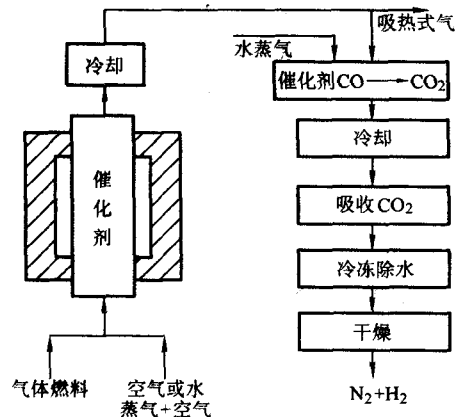 吸热式气
水蒸气
冷却
催化剂CO→CO₂
冷却
催化剂
吸收CO₂
冷冻除水
干燥
气体燃料
空气或水
蒸气+空气
N₂+H₂